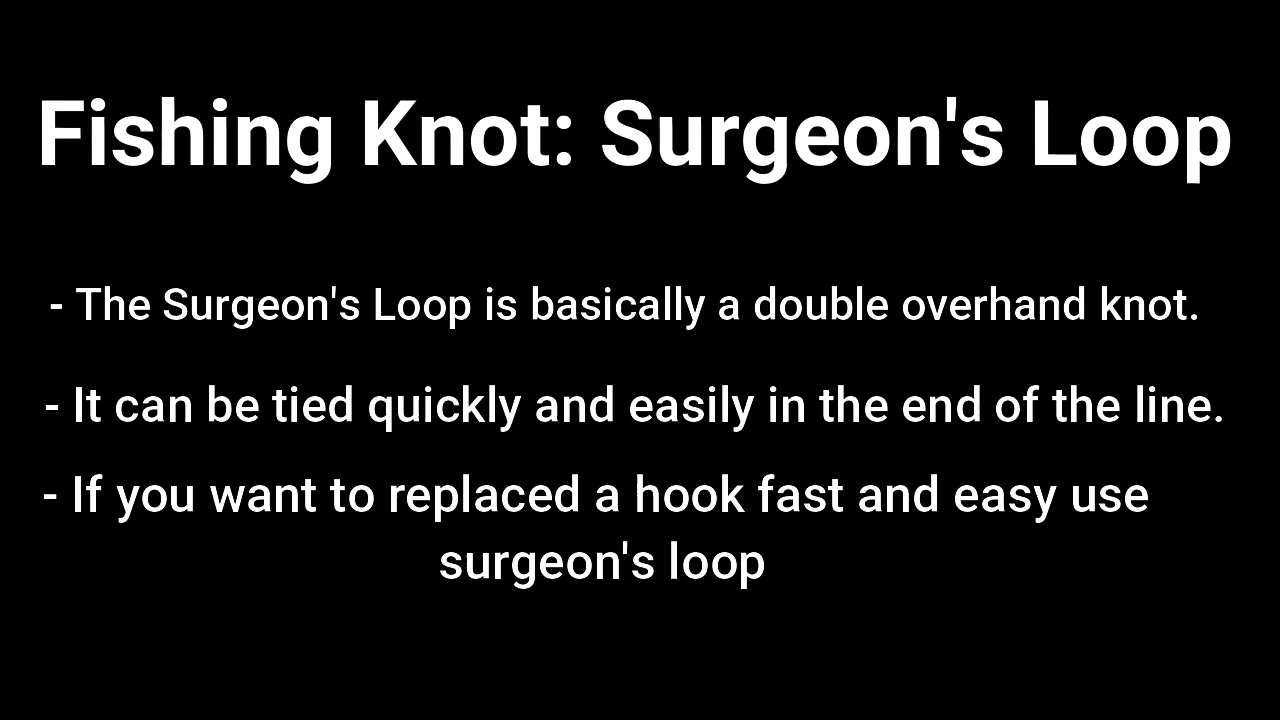 Fishing Knot: Surgeon's Loop
- The Surgeon's Loop is basically a double overhand knot.
- It can be tied quickly and easily in the end of the line.
- If you want to replaced a hook fast and easy use
surgeon's loop